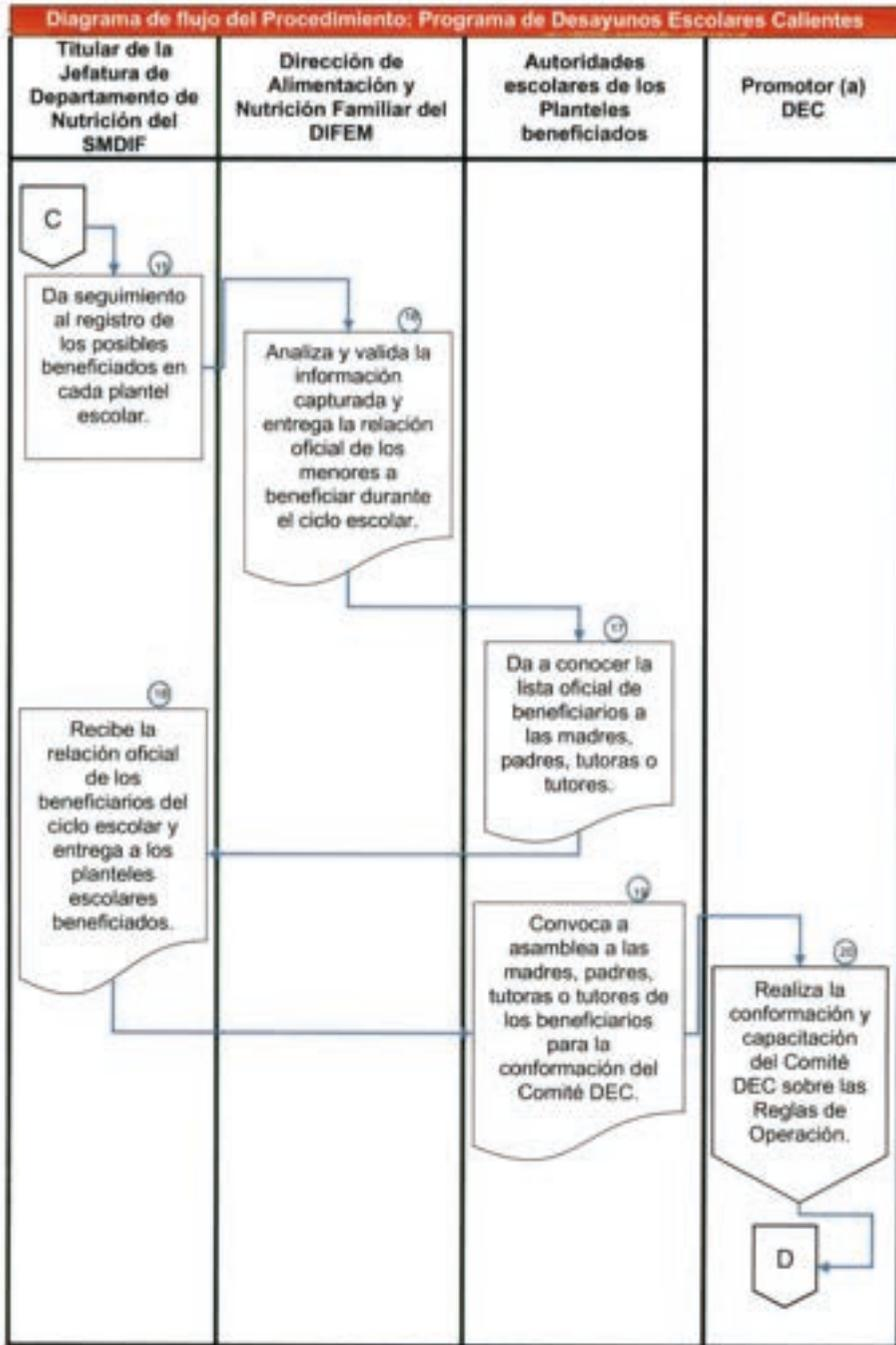 Diagrama de flujo del Procedimiento: Programa de Desayunos Escolares Calientes
Titular de la
Jefatura de
Departamento de
Nutrición del
SMDIF
Dirección de
Alimentación y
Nutrición Familiar del
DIFEM
Autoridades
escolares de los
Planteles
beneficiados
Promotor (a)
DEC
C
15
Da seguimiento
al registro de
los posibles
beneficiados en
cada plantel
escolar.
16
Analiza y valida la
información
capturada y
entrega la relación
oficial de los
menores a
beneficiar durante
el ciclo escolar.
17
Da a conocer la
lista oficial de
beneficiarios a
las madres,
padres, tutoras o
tutores.
18
Recibe la
relación oficial
de los
beneficiarios del
ciclo escolar y
entrega a los
planteles
escolares
beneficiados.
19
Convoca a
asamblea a las
madres, padres,
tutoras o tutores de
los beneficiarios
para la
conformación del
Comité DEC.
20
Realiza la
conformación y
capacitación
del Comité
DEC sobre las
Reglas de
Operación.
D